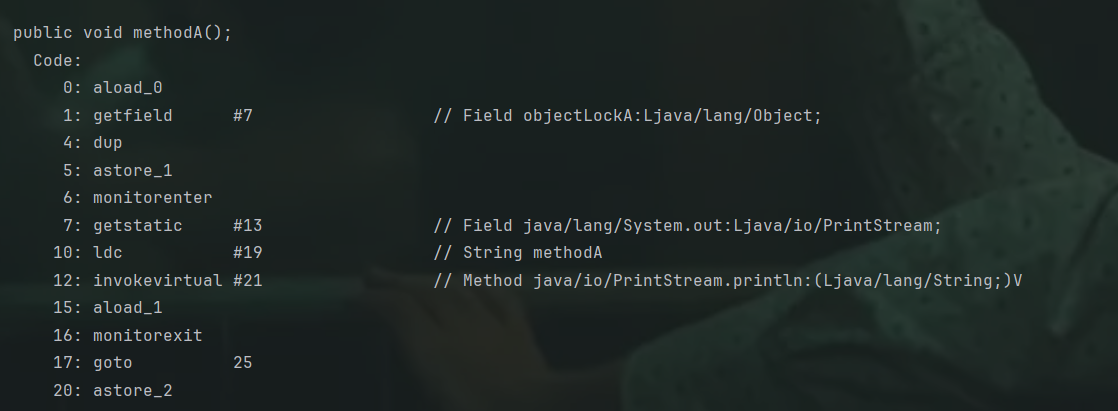 public void methodA();
  Code:
     0: aload_0
     1: getfield      #7                  // Field objectLockA:Ljava/lang/Object;
     4: dup
     5: astore_1
     6: monitorenter
     7: getstatic     #13                 // Field java/lang/System.out:Ljava/io/PrintStream;
    10: ldc           #19                 // String methodA
    12: invokevirtual #21                 // Method java/io/PrintStream.println:(Ljava/lang/String;)V
    15: aload_1
    16: monitorexit
    17: goto          25
    20: astore_2